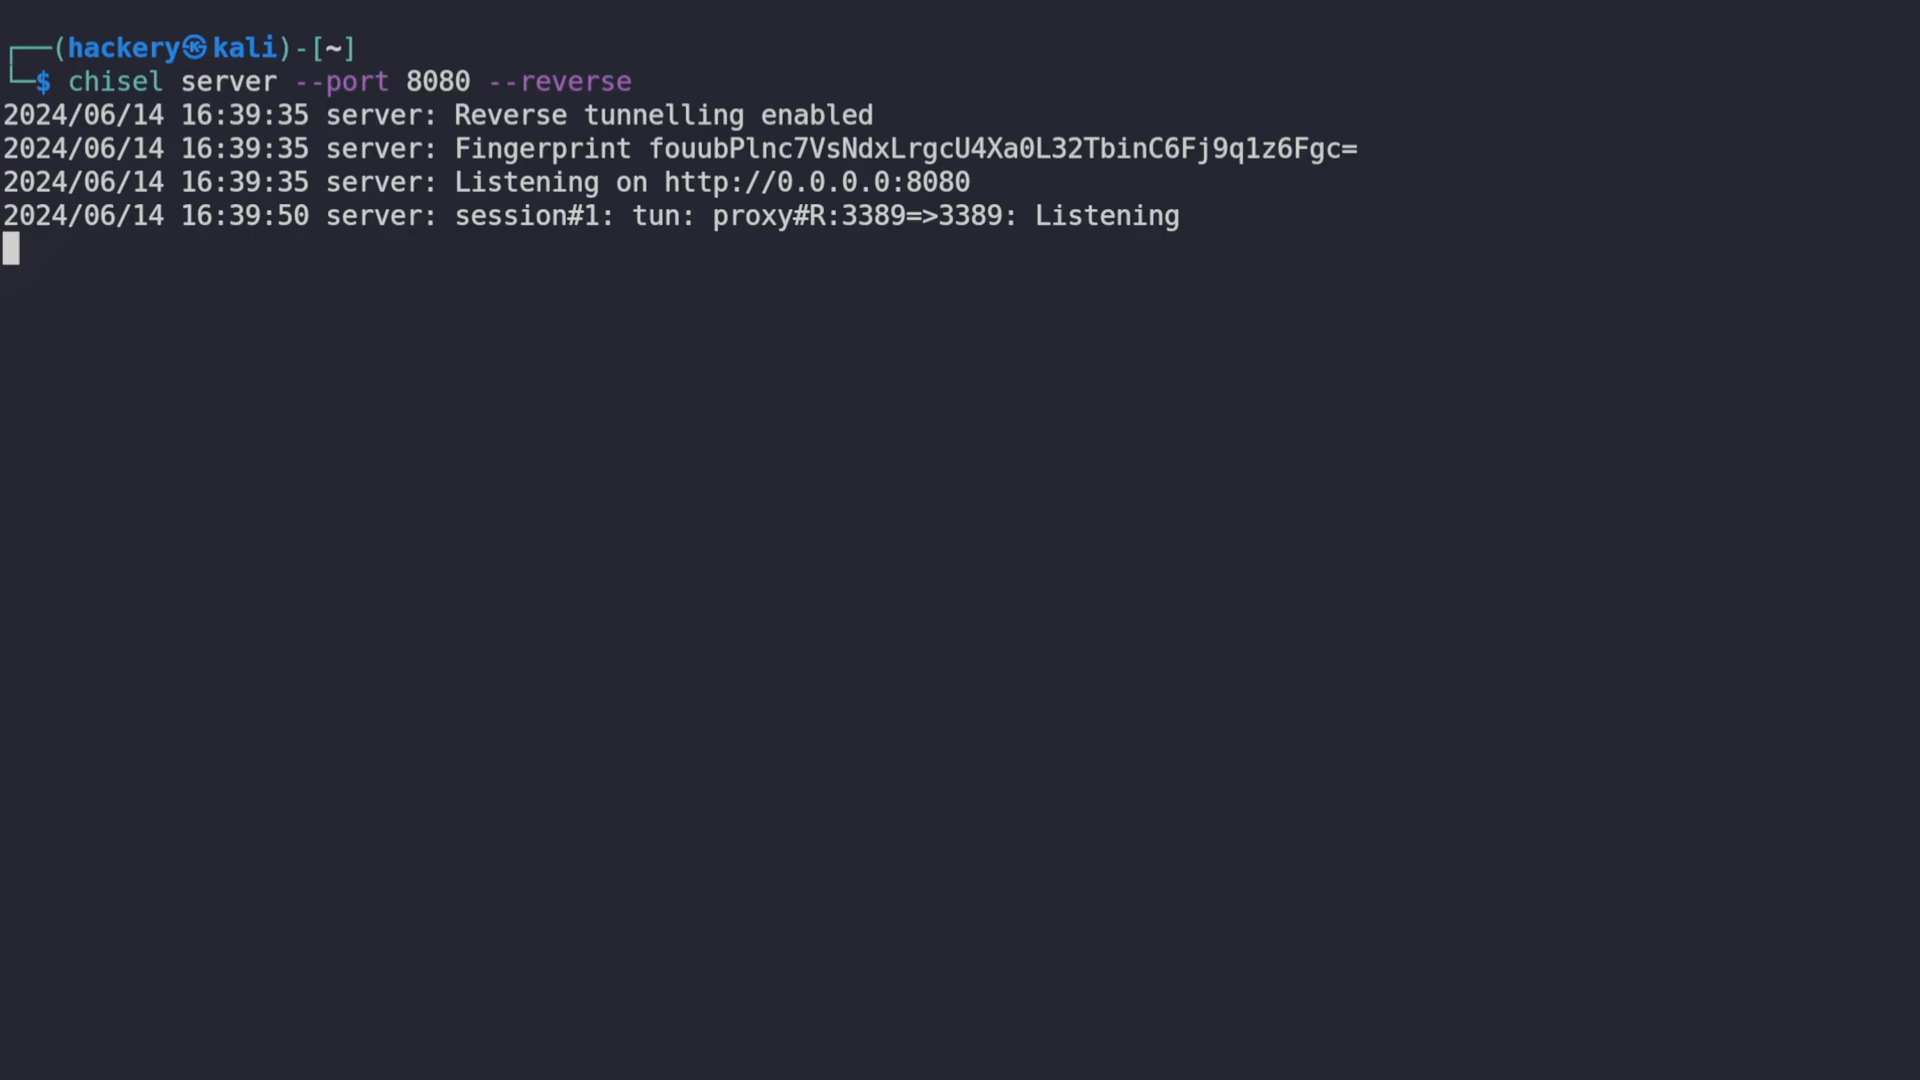 ┌──(hackery㉿kali)-[~]
└─$ chisel server --port 8080 --reverse
2024/06/14 16:39:35 server: Reverse tunnelling enabled
2024/06/14 16:39:35 server: Fingerprint fouubPlnc7VsNdxLrgcU4Xa0L32TbinC6Fj9q1z6Fgc=
2024/06/14 16:39:35 server: Listening on http://0.0.0.0:8080
2024/06/14 16:39:50 server: session#1: tun: proxy#R:3389=>3389: Listening